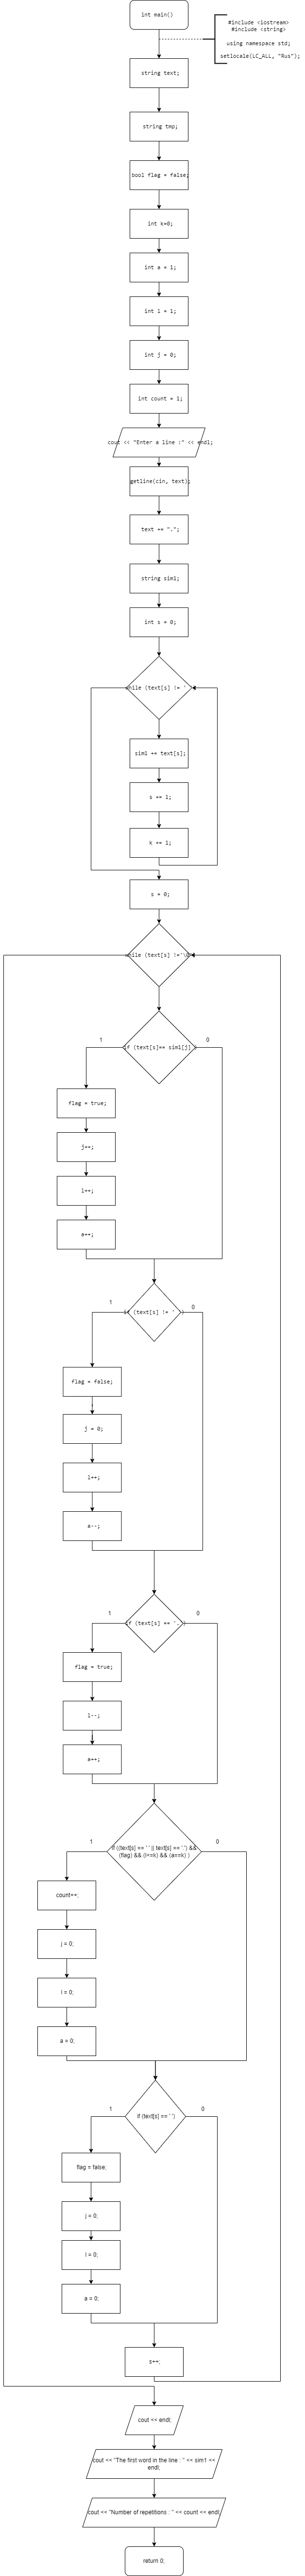 int main()
#include <iostream>
#include <string>
using namespace std;
setlocale(LC_ALL, "Rus");
string text;
string tmp;
bool flag = false;
int k=0;
int a = 1;
int l = 1;
int j = 0;
int count = 1;
cout << "Enter a line :" << endl;
getline(cin, text);
text += ".";
string sim1;
int s = 0;
while (text[s] != '
sim1 += text[s];
s += 1;
k += 1;
s = 0;
while (text[s] !='\0
1
0
if (text[s]== sim1[j])
flag = true;
j++;
l++;
a++;
1
0
if (text[s] != ' ')
flag = false;
j = 0;
l++;
a--;
1
0
if (text[s] == '.')
flag = true;
l--;
a++;
1
0
if ((text[s] == ' ' || text[s] == '.') &&
(flag) && (l<=k) && (a==k) )
count++;
j = 0;
l = 0;
a = 0;
1
0
if (text[s] == ' ')
flag = false;
j = 0;
l = 0;
a = 0;
s++;
cout << endl;
cout << "The first word in the line : " << sim1 <<
endl;
cout << "Number of repetitions : " << count << endl;
return 0;